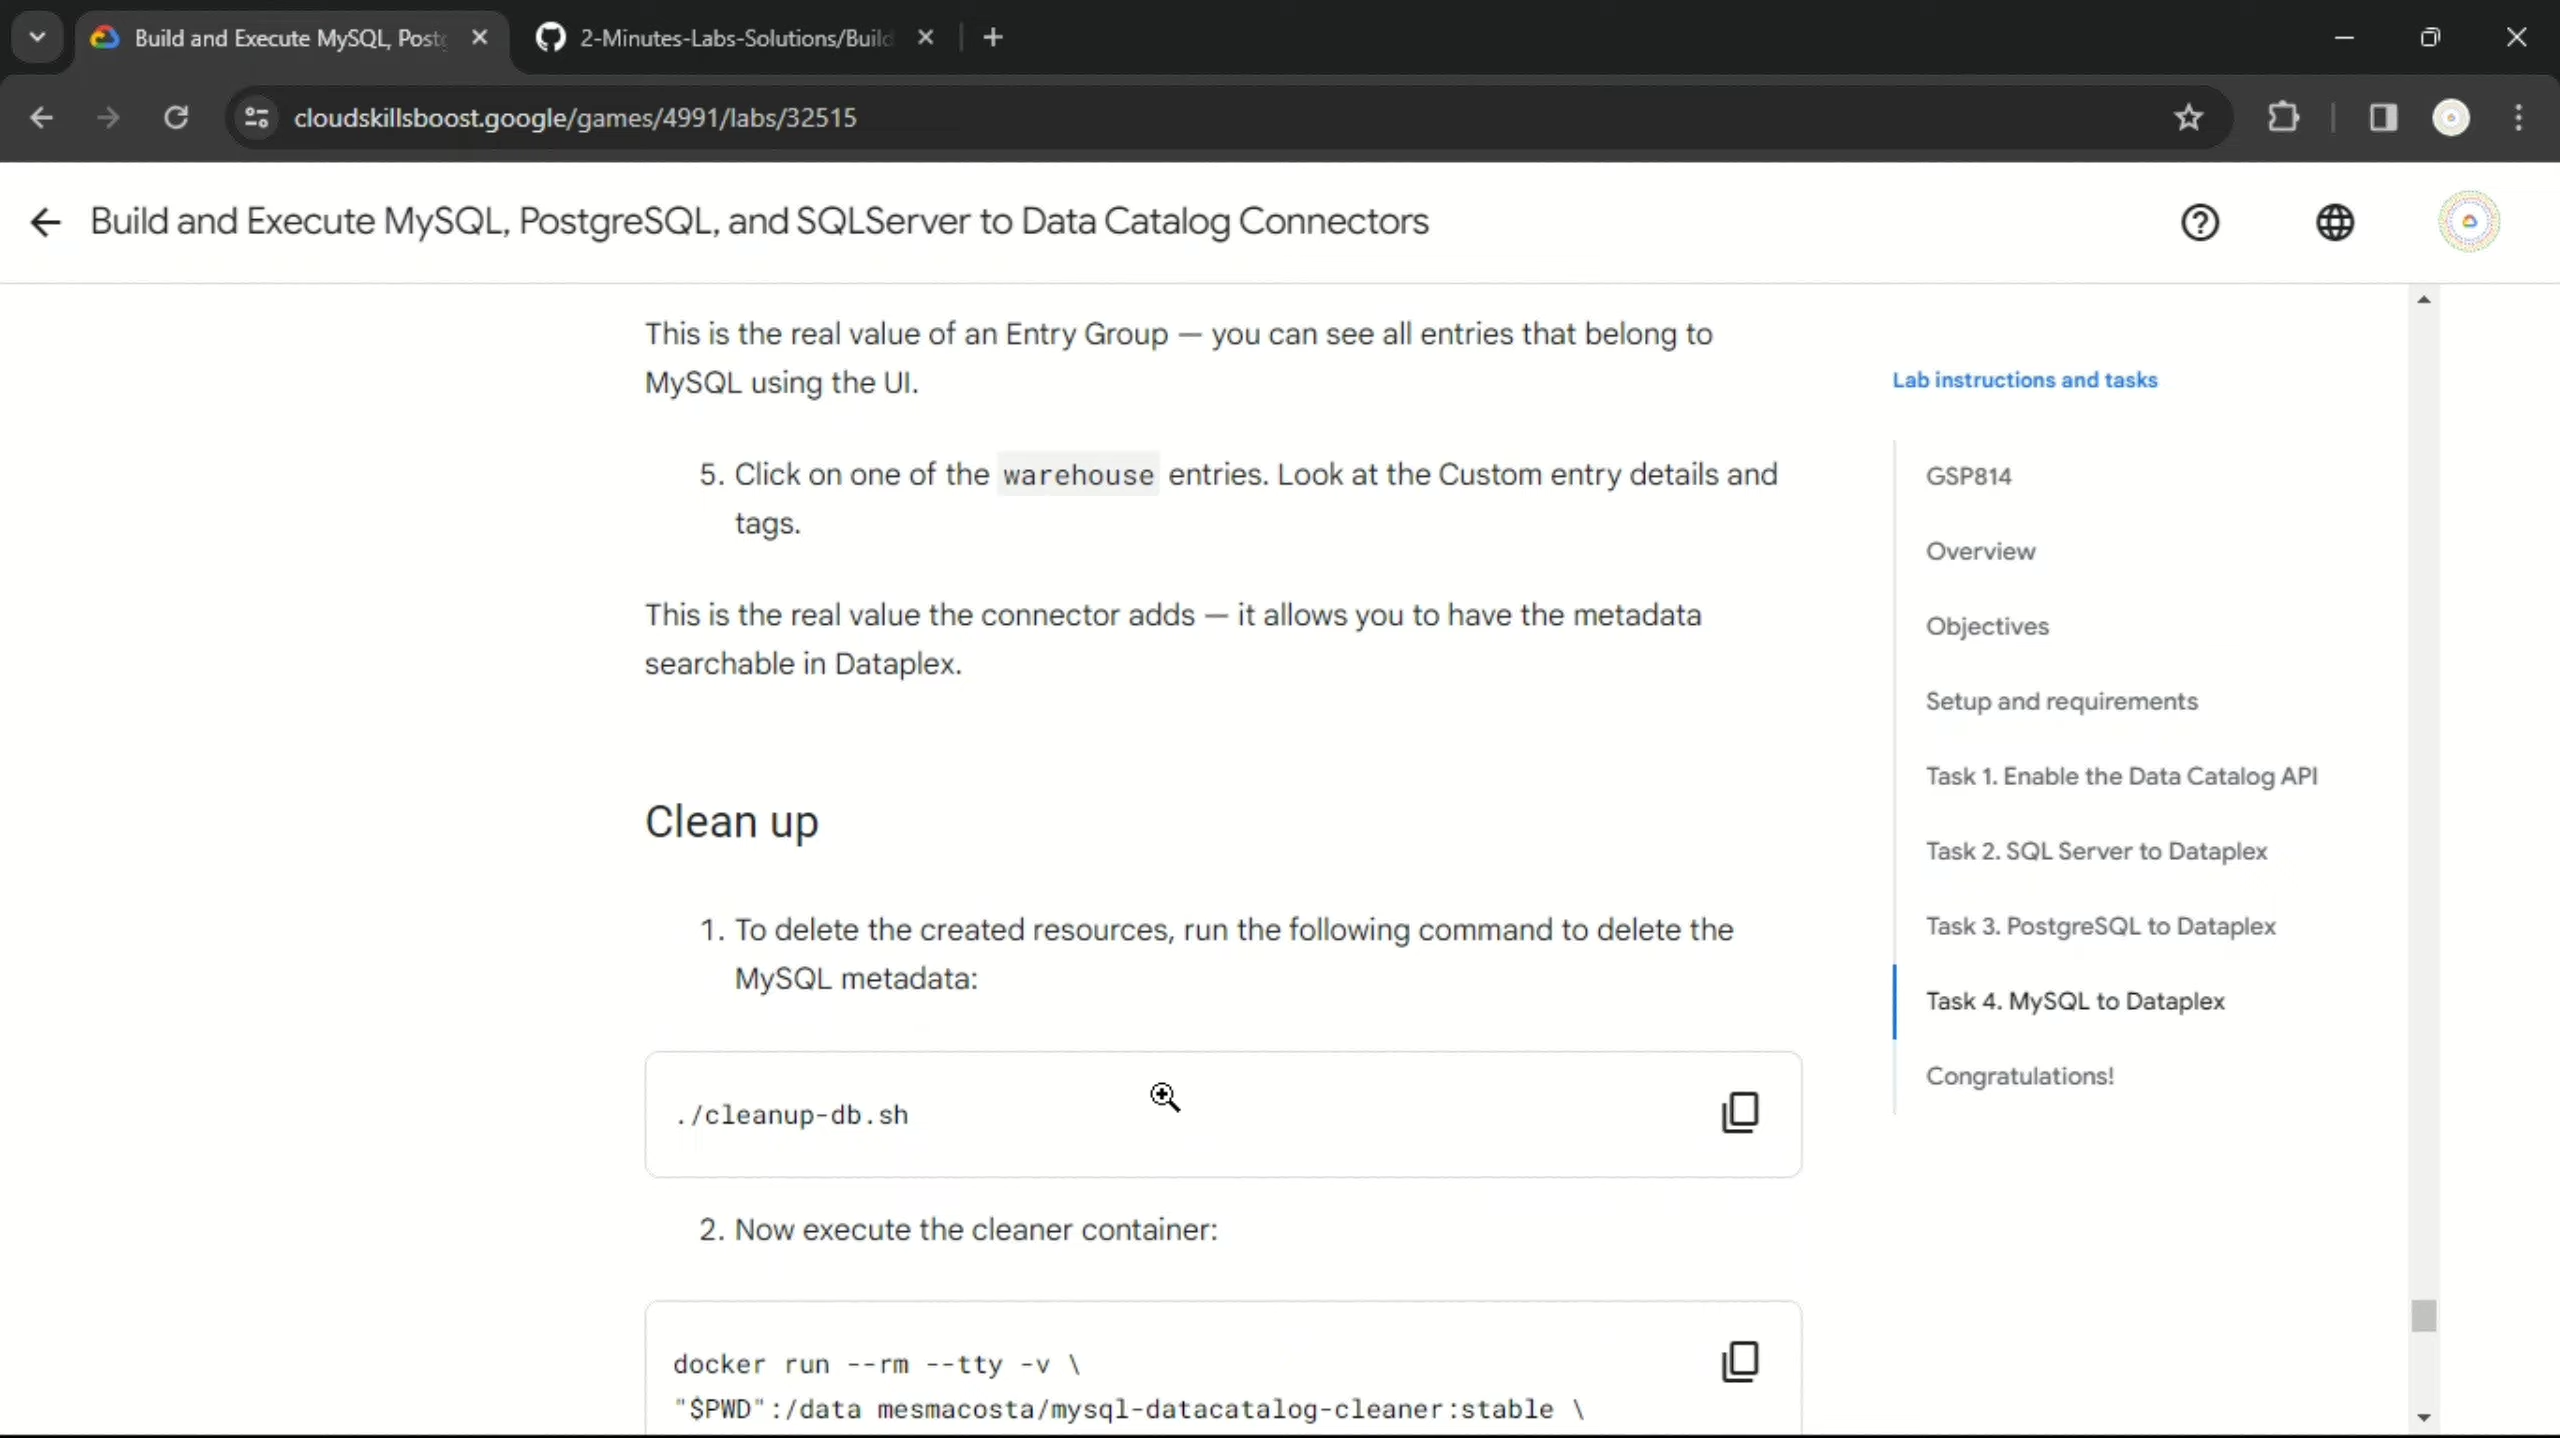 Build and Execute MySQL, Postg
2-Minutes-Labs-Solutions/Build
cloudskillsboost.google/games/4991/labs/32515
Build and Execute MySQL, PostgreSQL, and SQLServer to Data Catalog Connectors
This is the real value of an Entry Group — you can see all entries that belong to
MySQL using the UI.
5. Click on one of the warehouse entries. Look at the Custom entry details and
tags.
This is the real value the connector adds — it allows you to have the metadata
searchable in Dataplex.
Clean up
1. To delete the created resources, run the following command to delete the
MySQL metadata:
./cleanup-db.sh
2. Now execute the cleaner container:
docker run --rm --tty -v \
"$PWD":/data mesmacosta/mysql-datacatalog-cleaner:stable \
Lab instructions and tasks
GSP814
Overview
Objectives
Setup and requirements
Task 1. Enable the Data Catalog API
Task 2. SQL Server to Dataplex
Task 3. PostgreSQL to Dataplex
Task 4. MySQL to Dataplex
Congratulations!